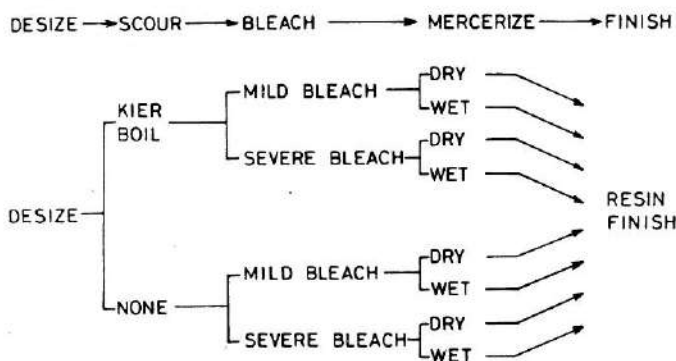 DESIZE SCOUR BLEACH MERCERIZE FINISH
DRY
MILD BLEACH
KIER
WET
BOIL
DRY
SEVERE BLEACH
WET
RESIN
DESIZE
FINISH
DRY
MILD BLEACH
WET
NONE
DRY
SEVERE BLEACH
WET